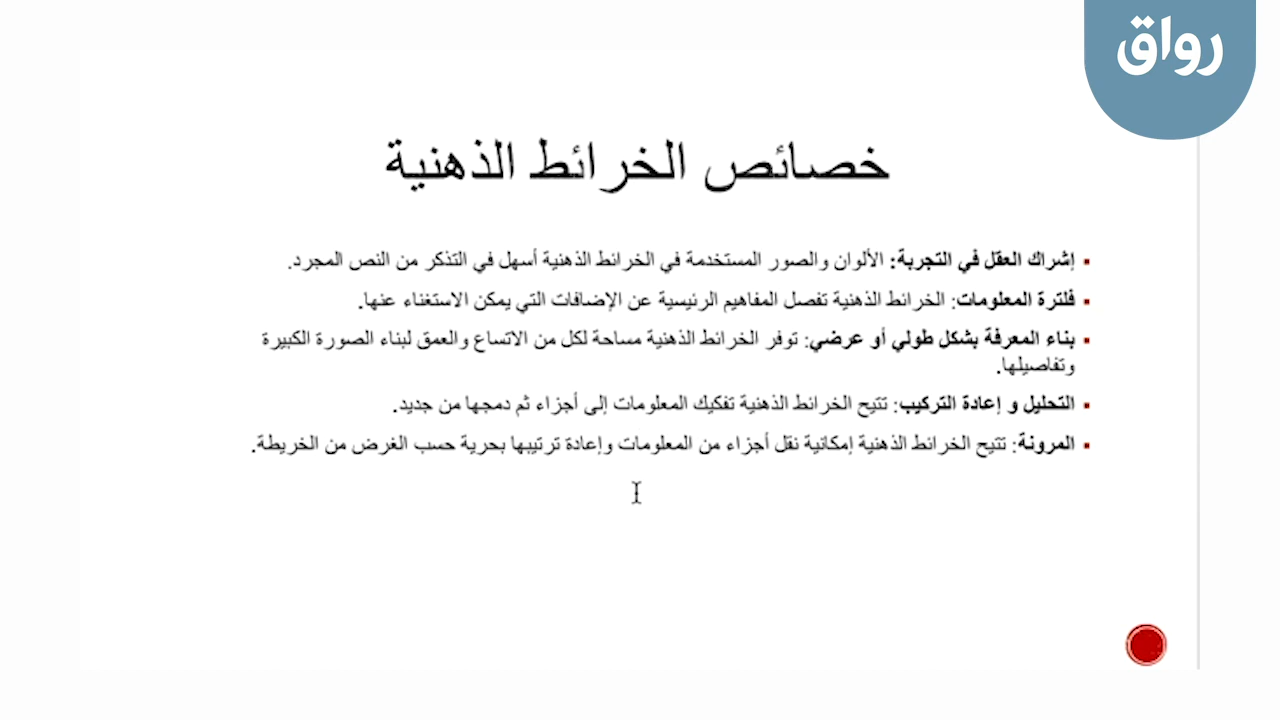 رواق
خصائص الخرائط الذهنية
▪ إشراك العقل في التجربة: الألوان والصور المستخدمة في الخرائط الذهنية أسهل في التذكر من النص المجرد.
▪ فلترة المعلومات: الخرائط الذهنية تفصل المفاهيم الرئيسية عن الإضافات التي يمكن الاستغناء عنها.
▪ بناء المعرفة بشكل طولي أو عرضي: توفر الخرائط الذهنية مساحة لكل من الاتساع والعمق لبناء الصورة الكبيرة
وتفاصيلها.
▪ التحليل و إعادة التركيب: تتيح الخرائط الذهنية تفكيك المعلومات إلى أجزاء ثم دمجها من جديد.
▪ المرونة: تتيح الخرائط الذهنية إمكانية نقل أجزاء من المعلومات وإعادة ترتيبها بحرية حسب الغرض من الخريطة.